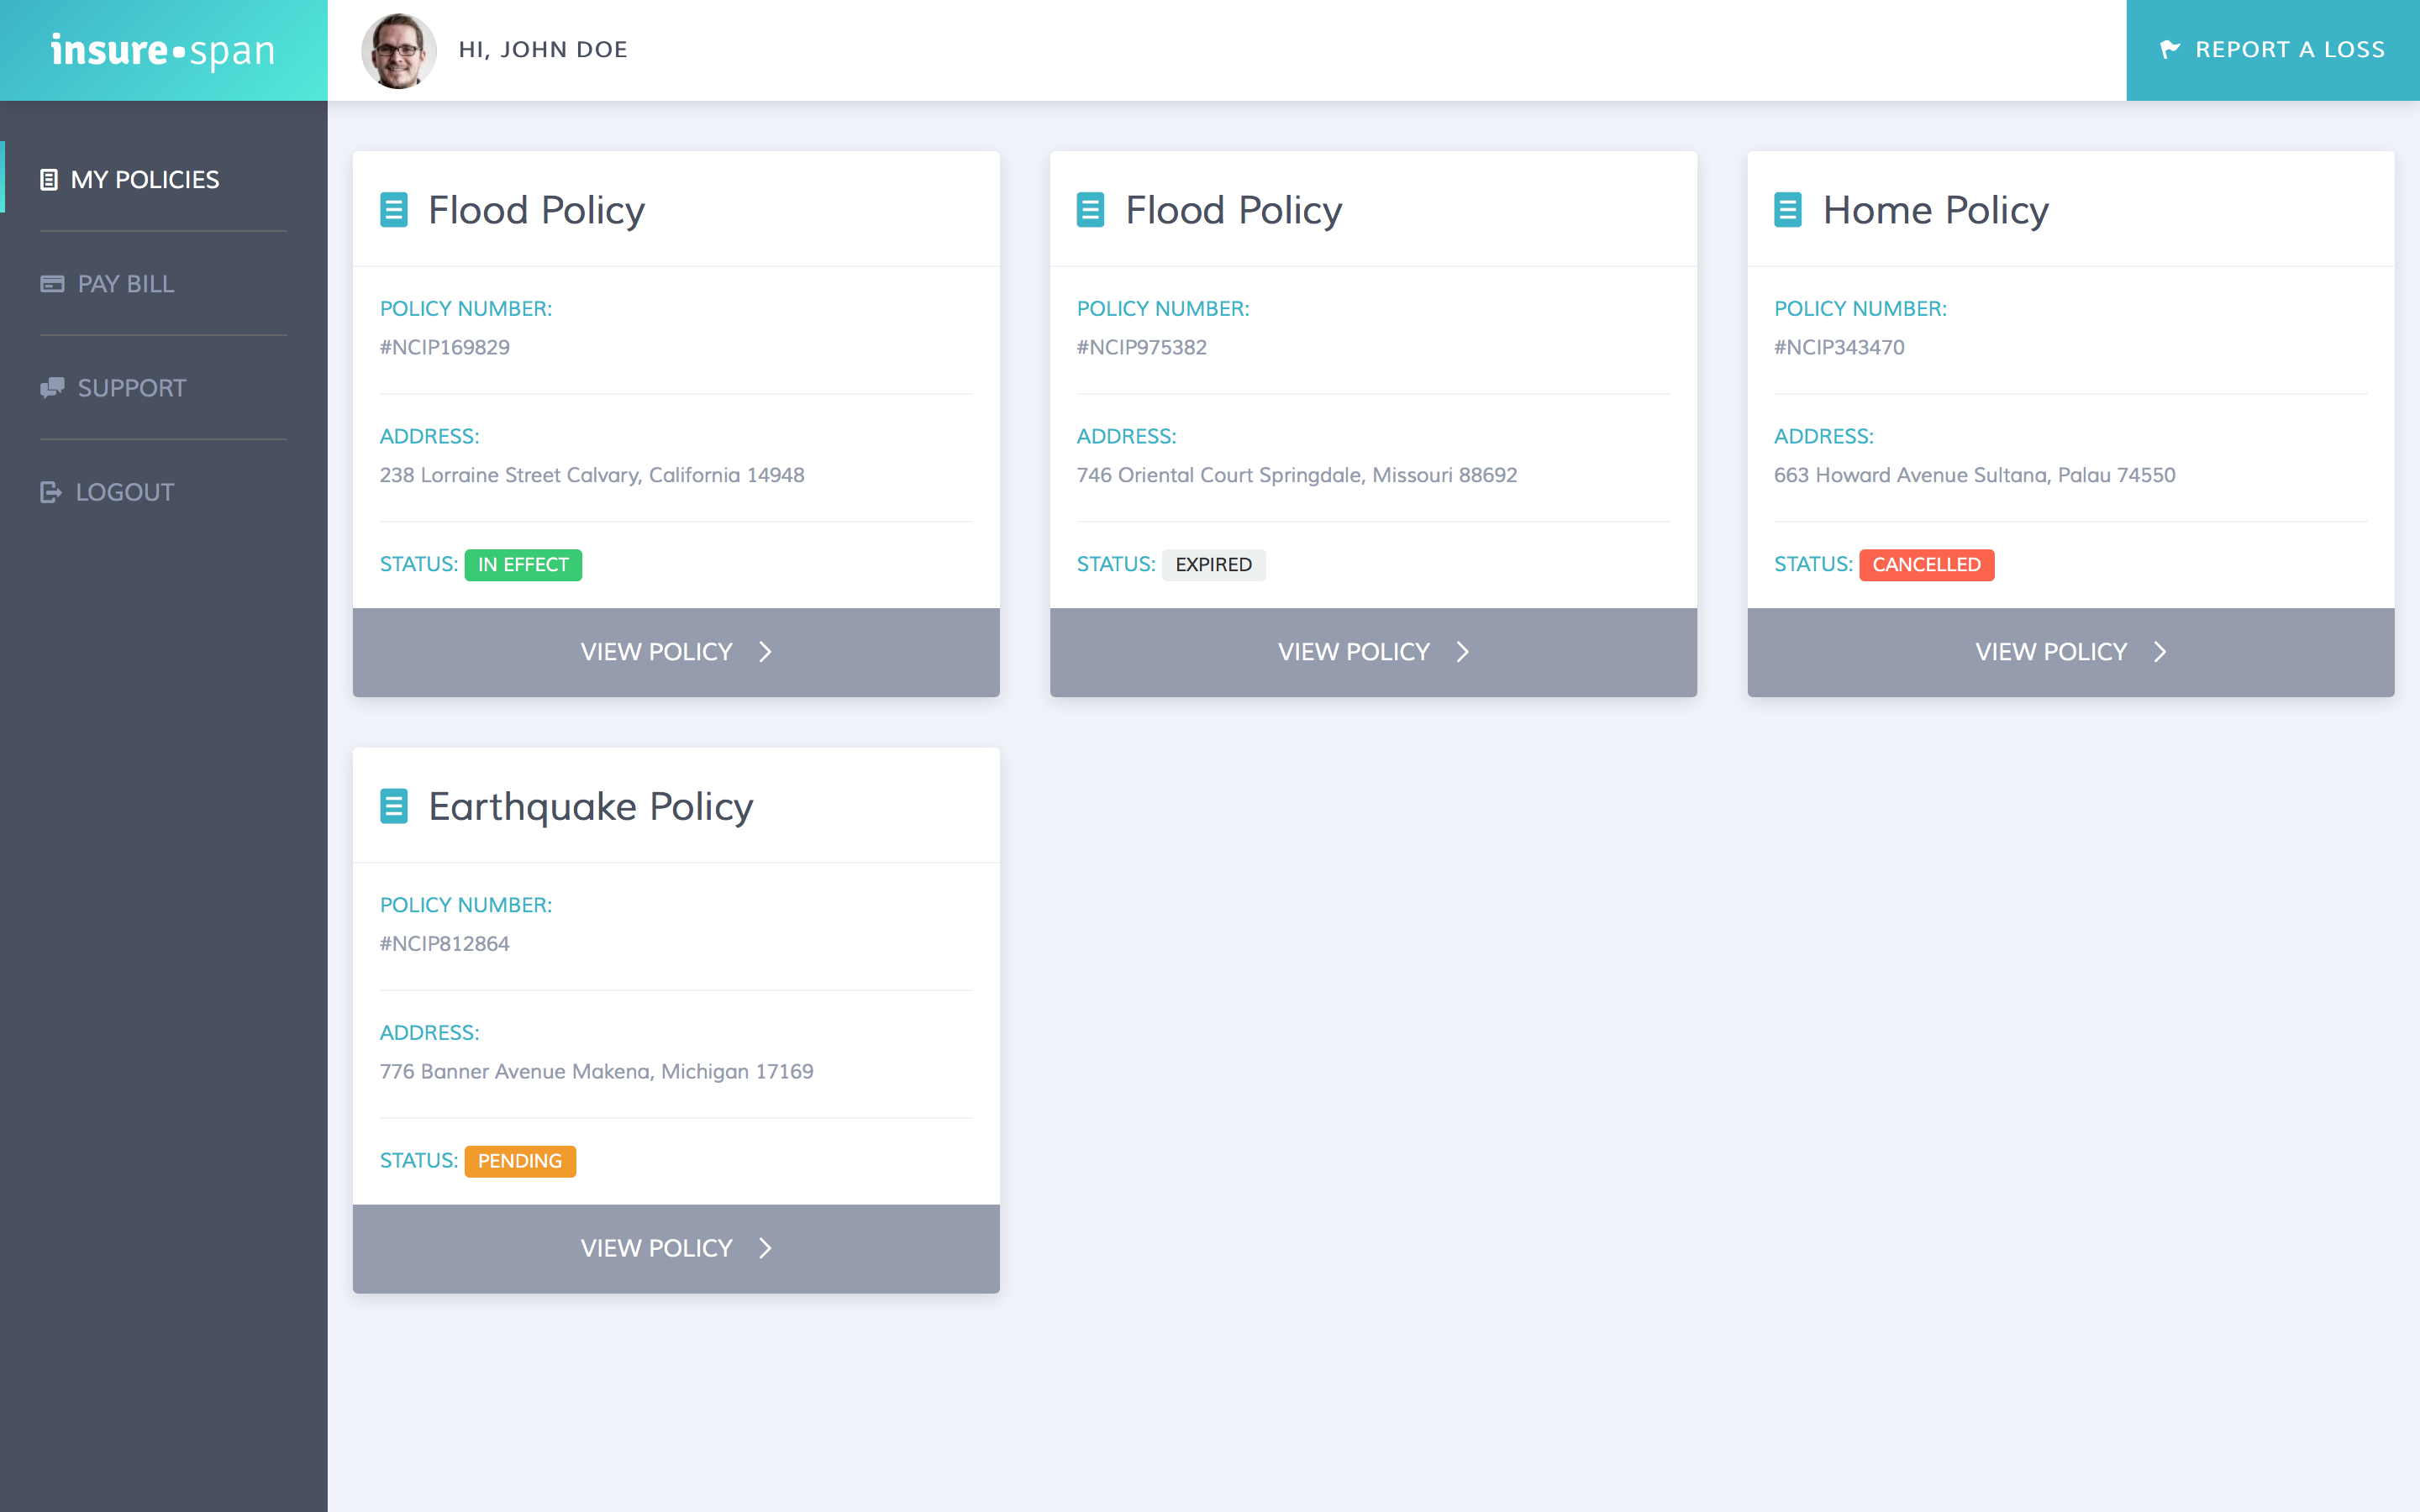 insure•span
HI, JOHN DOE
REPORT A LOSS
MY POLICIES
PAY BILL
SUPPORT
LOGOUT
Flood Policy
POLICY NUMBER:
#NCIP169829
ADDRESS:
238 Lorraine Street Calvary, California 14948
STATUS: IN EFFECT
VIEW POLICY
Flood Policy
POLICY NUMBER:
#NCIP975382
ADDRESS:
746 Oriental Court Springdale, Missouri 88692
STATUS: EXPIRED
VIEW POLICY
Home Policy
POLICY NUMBER:
#NCIP343470
ADDRESS:
663 Howard Avenue Sultana, Palau 74550
STATUS: CANCELLED
VIEW POLICY
Earthquake Policy
POLICY NUMBER:
#NCIP812864
ADDRESS:
776 Banner Avenue Makena, Michigan 17169
STATUS: PENDING
VIEW POLICY